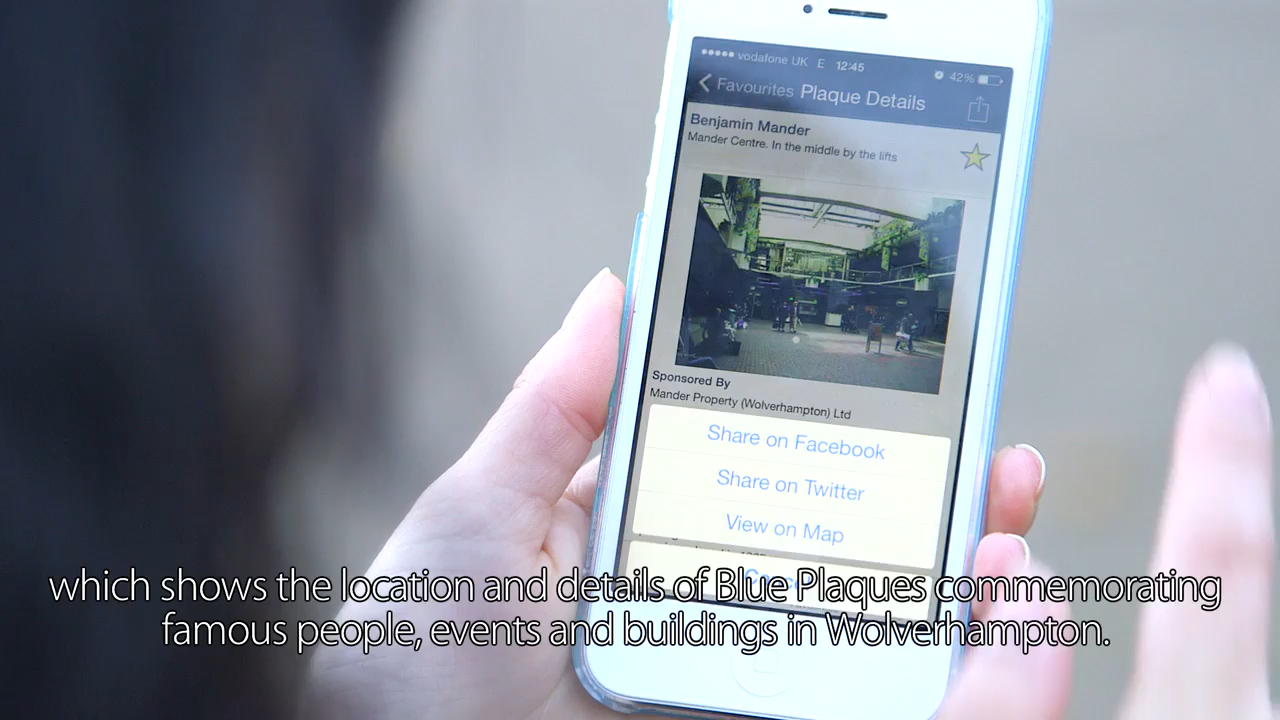 vodafone UK E 12:45 42%
Favourites Plaque Details
Benjamin Mander
Mander Centre. In the middle by the lifts
Sponsored By
Mander Property (Wolverhampton) Ltd
Share on Facebook
Share on Twitter
View on Map
which shows the location and details of Blue Plaques commemorating
famous people, events and buildings in Wolverhampton.